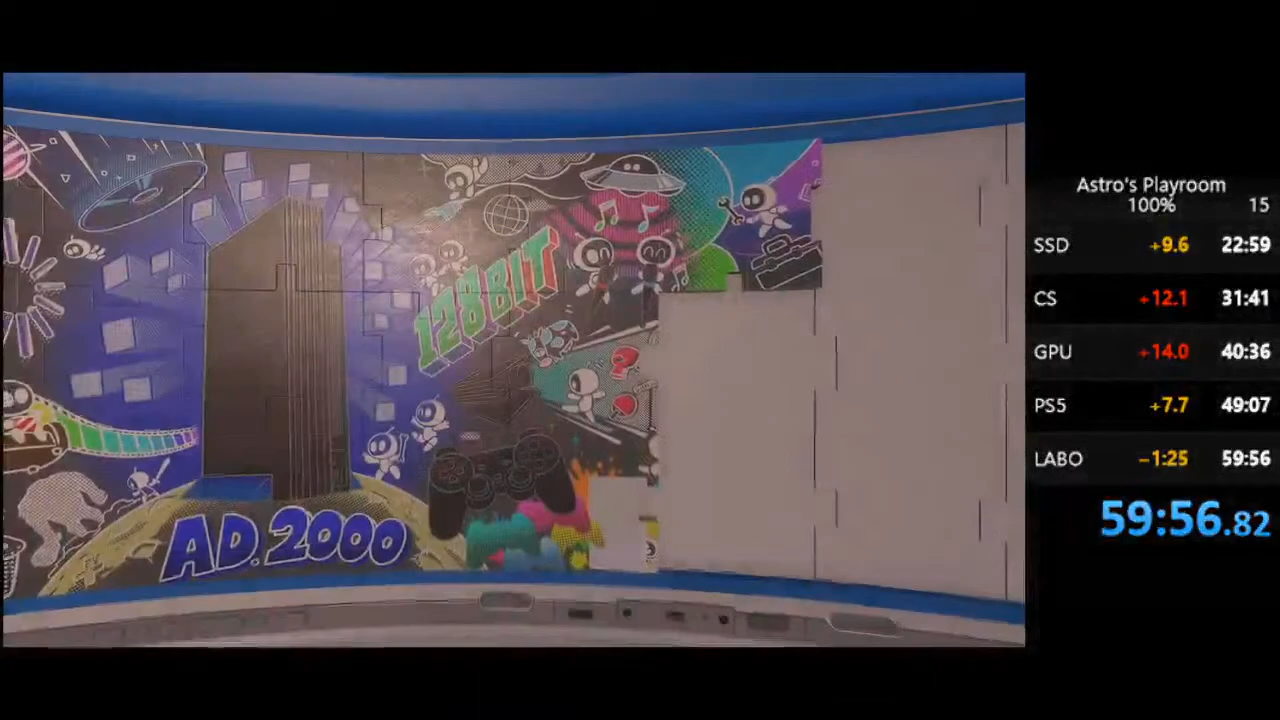 128BIT
AD.2000
Astro's Playroom
100% 15
SSD +9.6 22:59
CS +12.1 31:41
GPU +14.0 40:36
PS5 +7.7 49:07
LABO −1:25 59:56
59:56.82